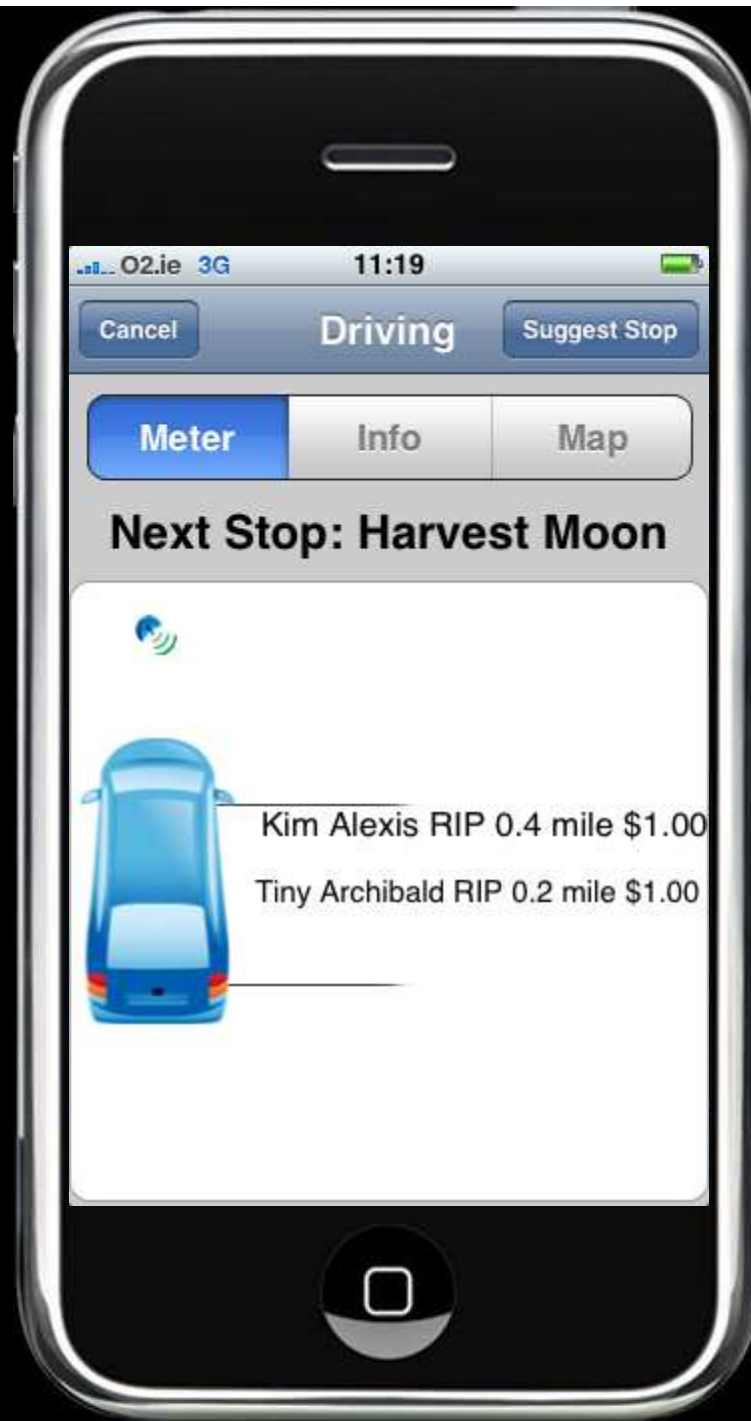 O2.ie 3G 11:19
Cancel Driving Suggest Stop
Meter Info Map
Next Stop: Harvest Moon
Kim Alexis RIP 0.4 mile $1.00
Tiny Archibald RIP 0.2 mile $1.00